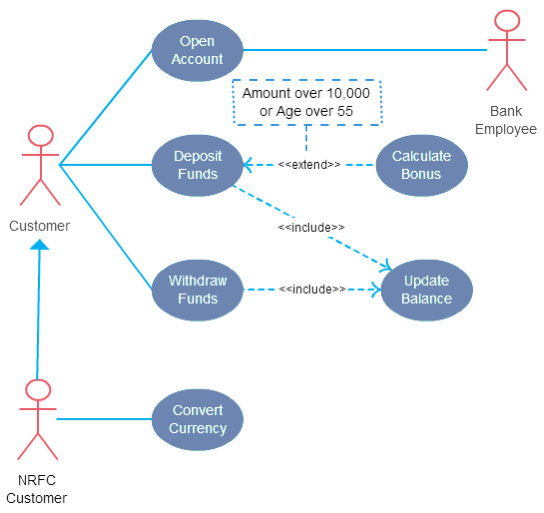 Open
Account
Bank
Employee
Amount over 10,000
or Age over 55
Customer
Deposit
Funds
<<extend>>
Calculate
Bonus
<<include>>
Withdraw
Funds
<<include>>
Update
Balance
NRFC
Customer
Convert
Currency